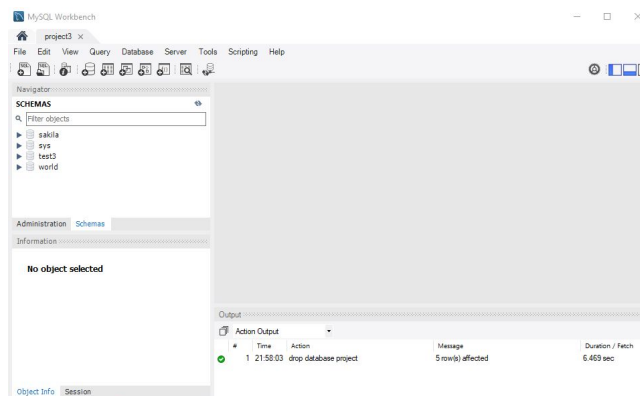 MySQL Workbench
project3 ×
File Edit View Query Database Server Tools Scripting Help
Navigator
SCHEMAS
Filter objects
sakila
sys
test3
world
Administration Schemas
Information
No object selected
Output
Action Output
# Time Action Message Duration / Fetch
1 21:58:03 drop database project 5 row(s) affected 6.469 sec
Object Info Session